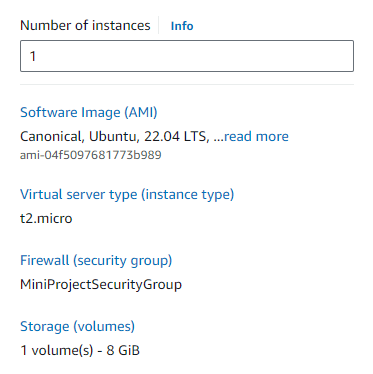 Number of instances Info
1
Software Image (AMI)
Canonical, Ubuntu, 22.04 LTS, ...read more
ami-04f5097681773b989
Virtual server type (instance type)
t2.micro
Firewall (security group)
MiniProjectSecurityGroup
Storage (volumes)
1 volume(s) - 8 GiB